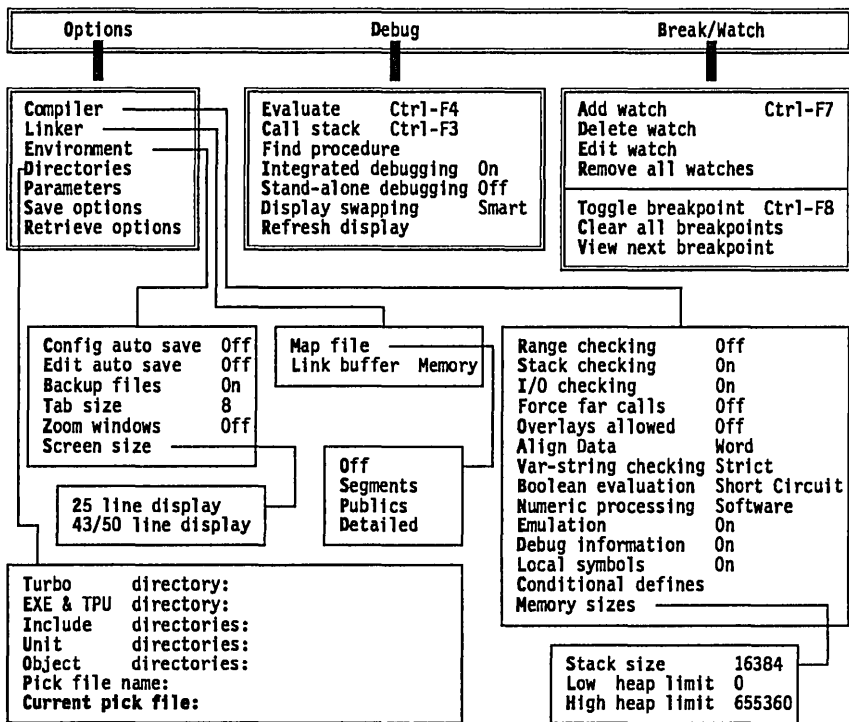 Options Debug Break/Watch
Compiler
Linker
Environment
Directories
Parameters
Save options
Retrieve options
Evaluate Ctrl-F4
Call stack Ctrl-F3
Find procedure
Integrated debugging On
Stand-alone debugging Off
Display swapping Smart
Refresh display
Add watch Ctrl-F7
Delete watch
Edit watch
Remove all watches
Toggle breakpoint Ctrl-F8
Clear all breakpoints
View next breakpoint
Config auto save Off
Edit auto save Off
Backup files On
Tab size 8
Zoom windows Off
Screen size
25 line display
43/50 line display
Map file
Link buffer Memory
Off
Segments
Publics
Detailed
Range checking Off
Stack checking On
I/O checking On
Force far calls Off
Overlays allowed Off
Align Data Word
Var-string checking Strict
Boolean evaluation Short Circuit
Numeric processing Software
Emulation On
Debug information On
Local symbols On
Conditional defines
Memory sizes
Turbo directory:
EXE & TPU directory:
Include directories:
Unit directories:
Object directories:
Pick file name:
Current pick file:
Stack size 16384
Low heap limit 0
High heap limit 655360